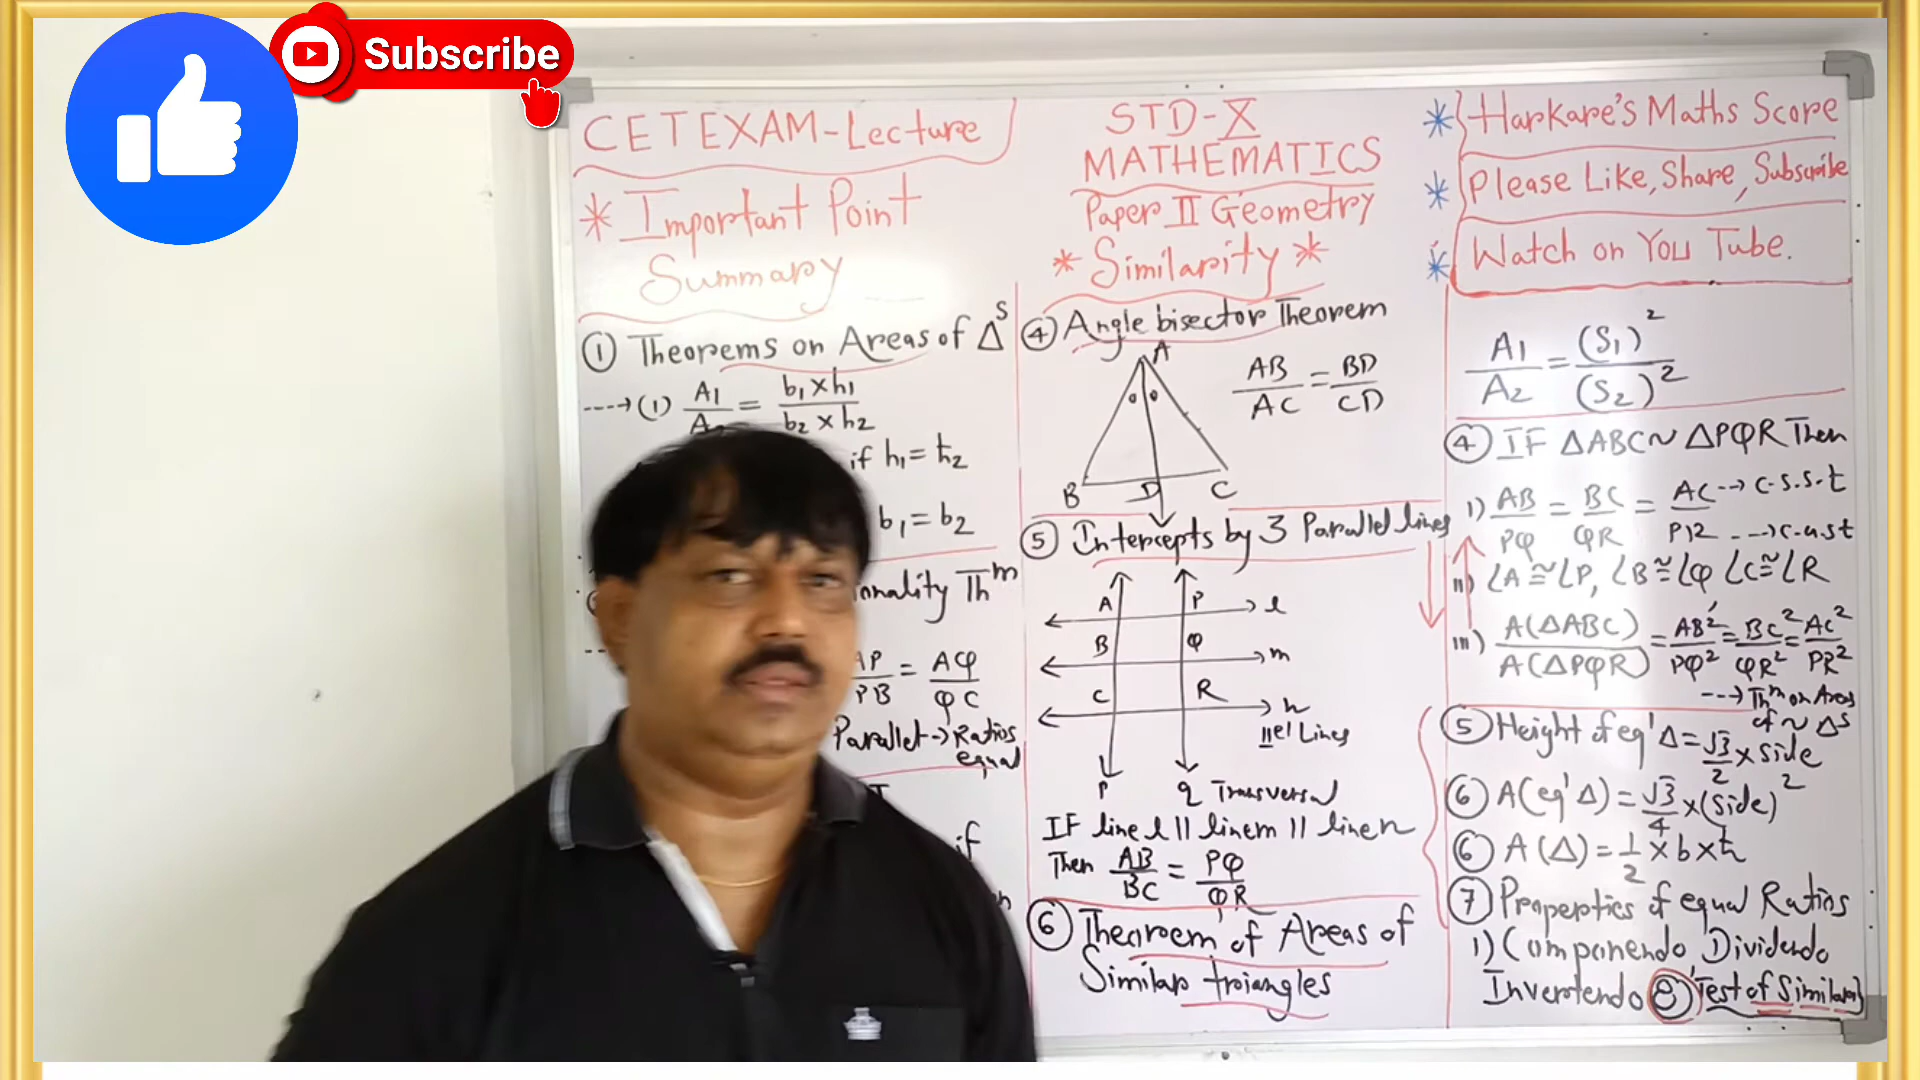 Subscribe
CET EXAM-Lecture
* Important Point
Summary
① Theorems on Areas of Δs
----→ (1) A1/A2 = b1 × h1 / b2 × h2
if h1 = h2
b1 = b2
onality Thm
AP/PB = AQ/QC
Parallel → Ratios
equal
if
STD-X
MATHEMATICS
Paper II Geometry
* Similarity *
④ Angle bisector Theorem
A
AB/AC = BD/CD
B D C
⑤ Intercepts by 3 Parallel lines
A P l
B Q m
C R n
llel Lines
P q Transversal
IF line l || line m || line n
Then AB/BC = PQ/QR
⑥ Thearoem of Areas of
Similar triangles
* Harkare's Maths Score
* Please Like, Share, Subscribe
* Watch on YOU Tube.
A1/A2 = (S1)²/(S2)²
④ IF ΔABC ~ ΔPQR Then
i) AB/PQ = BC/QR = AC/PR --→ c.s.s.t
--→ c.a.s.t
ii) ∠A ≅ ∠P, ∠B ≅ ∠Q ∠C ≅ ∠R
iii) A(ΔABC)/A(ΔPQR) = AB²/PQ² = BC²/QR² = AC²/PR²
---→ Thm on Areas
of ~ Δs
⑤ Height of eq'l Δ = √3/2 × side
⑥ A(eq'l Δ) = √3/4 × (side)²
⑥ A(Δ) = 1/2 × b × h
⑦ Properties of equal Ratios
1) Componendo Dividendo
Invertendo ⑧ Test of Similar